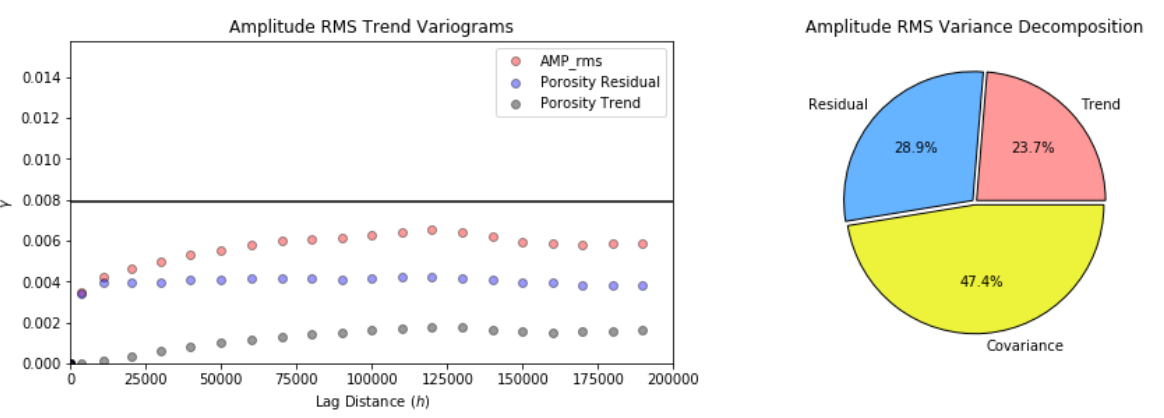 Amplitude RMS Trend Variograms
0.014
0.012
0.010
0.008
0.006
0.004
0.002
0.000
γ
AMP_rms
Porosity Residual
Porosity Trend
0
25000
50000
75000
100000
125000
150000
175000
200000
Lag Distance (h)
Amplitude RMS Variance Decomposition
Residual
Trend
28.9%
23.7%
47.4%
Covariance